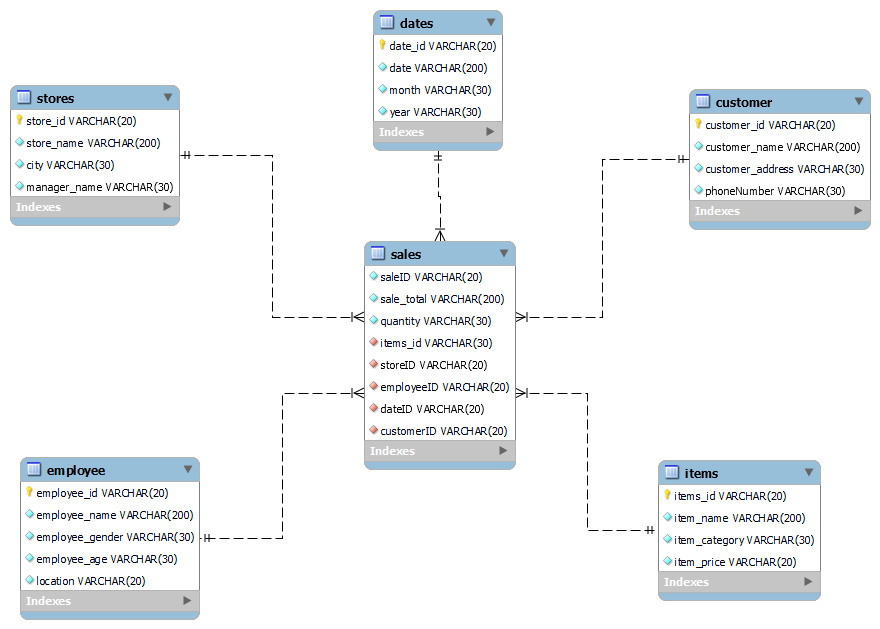 dates
date_id VARCHAR(20)
date VARCHAR(200)
month VARCHAR(30)
year VARCHAR(30)
Indexes
stores
store_id VARCHAR(20)
store_name VARCHAR(200)
city VARCHAR(30)
manager_name VARCHAR(30)
Indexes
customer
customer_id VARCHAR(20)
customer_name VARCHAR(200)
customer_address VARCHAR(30)
phoneNumber VARCHAR(30)
Indexes
sales
saleID VARCHAR(20)
sale_total VARCHAR(200)
quantity VARCHAR(30)
items_id VARCHAR(30)
storeID VARCHAR(20)
employeeID VARCHAR(20)
dateID VARCHAR(20)
customerID VARCHAR(20)
Indexes
employee
employee_id VARCHAR(20)
employee_name VARCHAR(200)
employee_gender VARCHAR(30)
employee_age VARCHAR(30)
location VARCHAR(20)
Indexes
items
items_id VARCHAR(20)
item_name VARCHAR(200)
item_category VARCHAR(30)
item_price VARCHAR(20)
Indexes